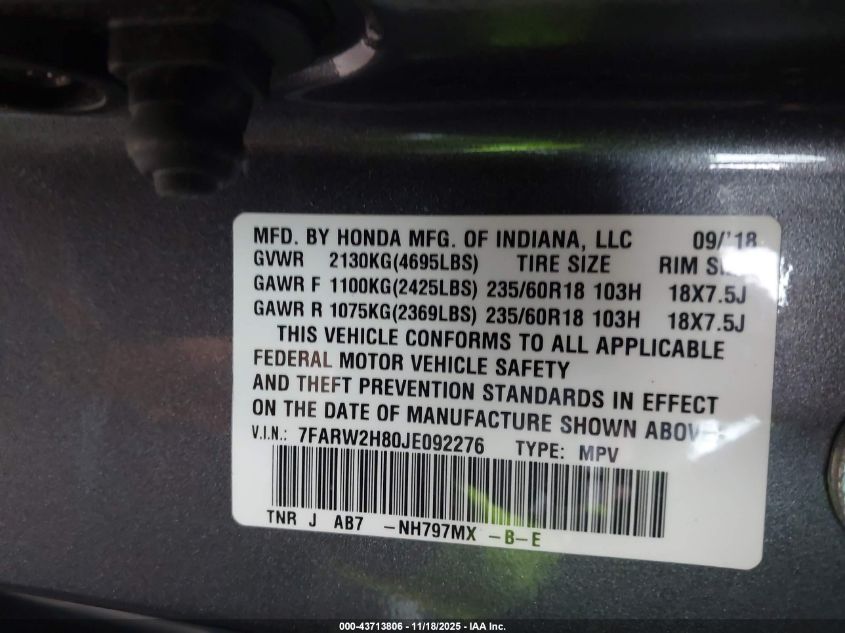 MFD. BY HONDA MFG. OF INDIANA, LLC 09/'18
GVWR 2130KG(4695LBS) TIRE SIZE RIM
GAWR F 1100KG(2425LBS) 235/60R18 103H 18X7.5J
GAWR R 1075KG(2369LBS) 235/60R18 103H 18X7.5J
THIS VEHICLE CONFORMS TO ALL APPLICABLE
FEDERAL MOTOR VEHICLE SAFETY
AND THEFT PREVENTION STANDARDS IN EFFECT
ON THE DATE OF MANUFACTURE SHOWN ABOVE.
V.I.N.: 7FARW2H80JE092276 TYPE: MPV
TNR J AB7 -NH797MX -B-E
000-43713806 - 11/18/2025 - IAA Inc.